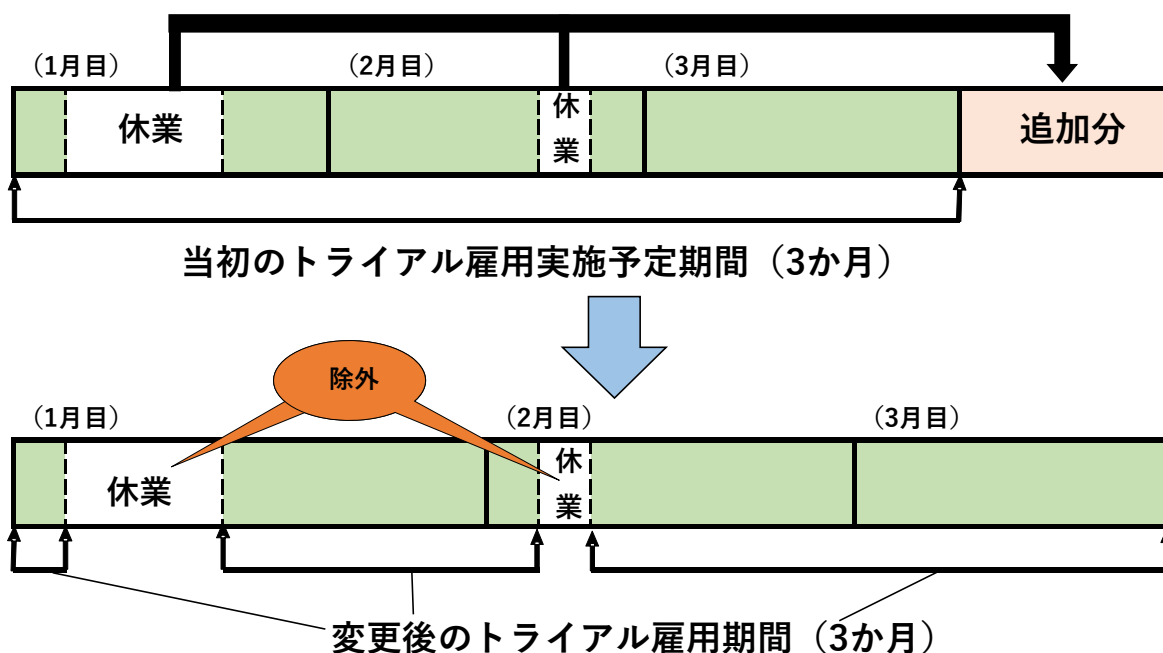 （1月目）
（2月目）
（3月目）
休業
休
業
追加分
当初のトライアル雇用実施予定期間（3か月）
除外
（1月目）
（2月目）
（3月目）
休業
休
業
変更後のトライアル雇用期間（3か月）